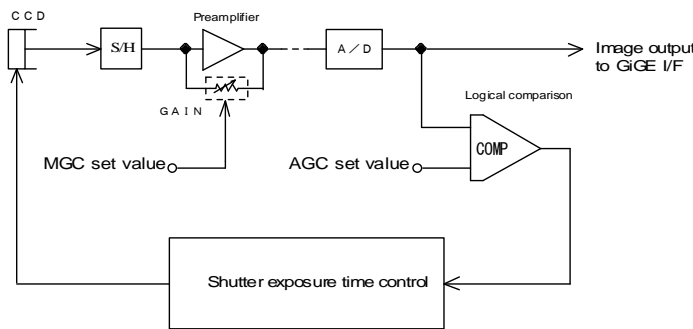 CCD
Preamplifier
S/H
A/D
Image output
to GiGE I/F
GAIN
Logical comparison
MGC set value
AGC set value
COMP
Shutter exposure time control